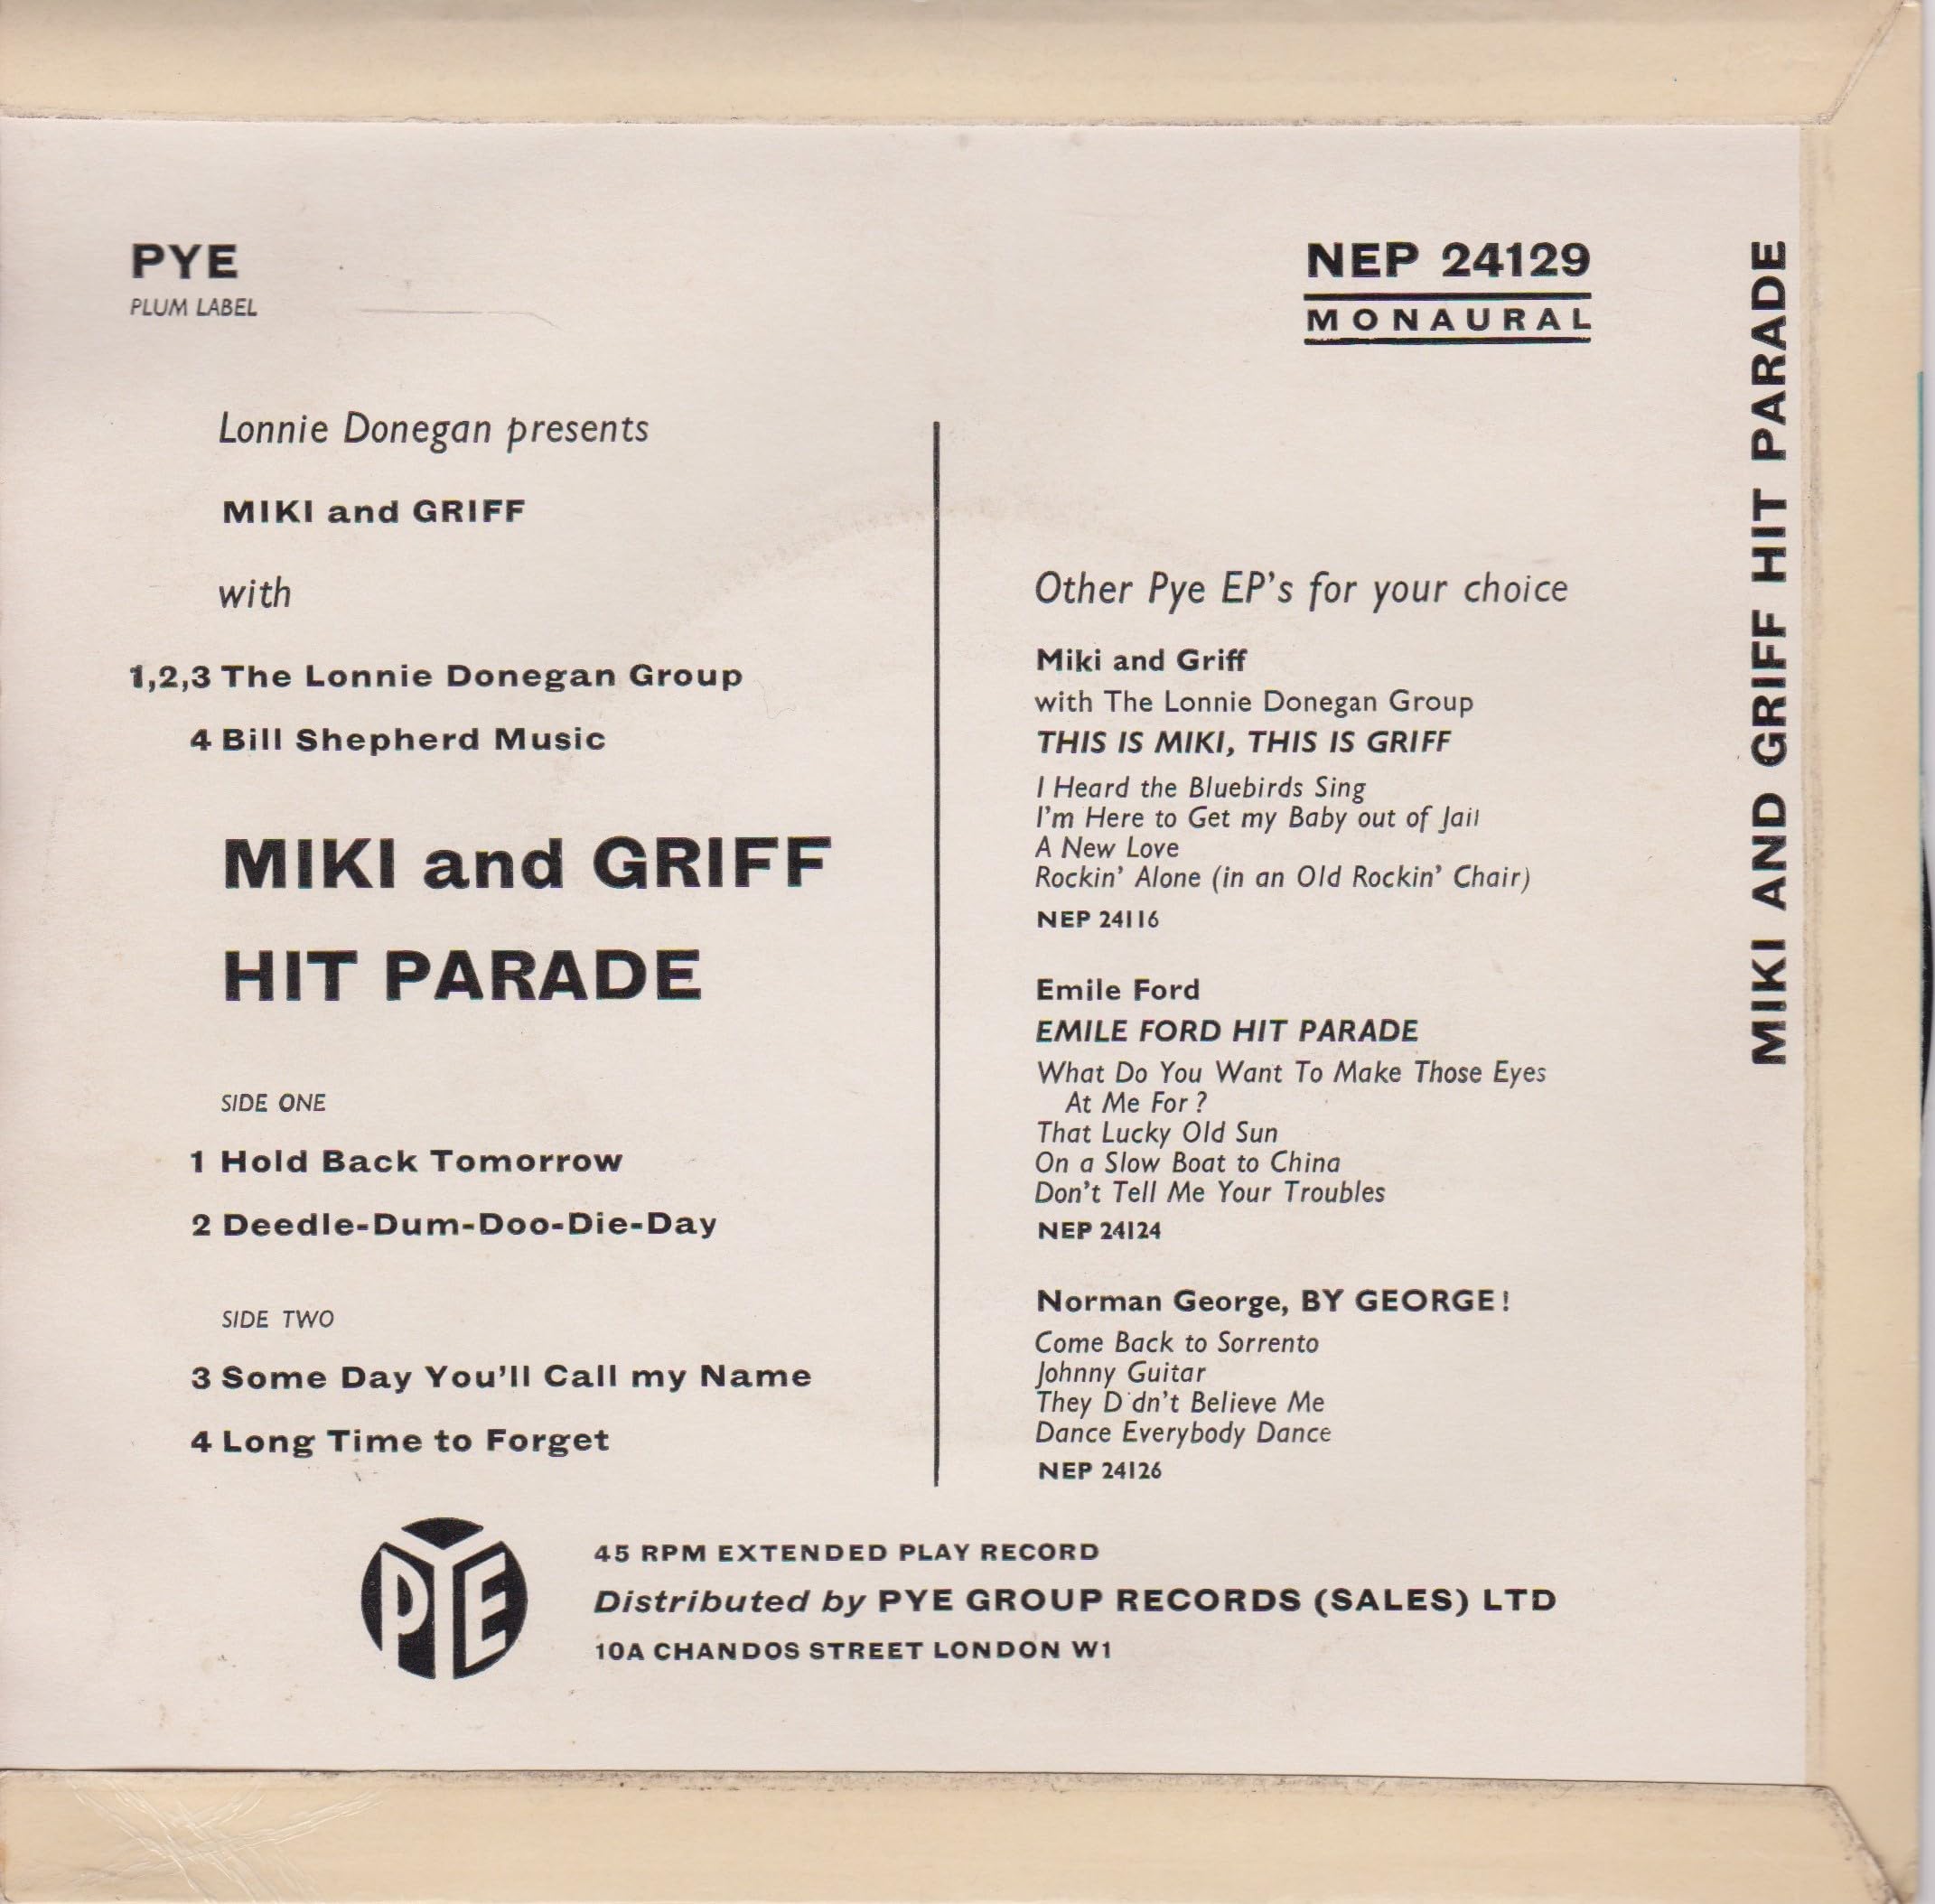 PYE
PLUM LABEL
NEP 24129
MONAURAL
Lonnie Donegan presents
MIKI and GRIFF
with
1,2,3 The Lonnie Donegan Group
4 Bill Shepherd Music
MIKI and GRIFF
HIT PARADE
SIDE ONE
1 Hold Back Tomorrow
2 Deedle-Dum-Doo-Die-Day
SIDE TWO
3 Some Day You'll Call my Name
4 Long Time to Forget
Other Pye EP's for your choice
Miki and Griff
with The Lonnie Donegan Group
THIS IS MIKI, THIS IS GRIFF
I Heard the Bluebirds Sing
I'm Here to Get my Baby out of Jail
A New Love
Rockin' Alone (in an Old Rockin' Chair)
NEP 24116
Emile Ford
EMILE FORD HIT PARADE
What Do You Want To Make Those Eyes
At Me For?
That Lucky Old Sun
On a Slow Boat to China
Don't Tell Me Your Troubles
NEP 24124
Norman George, BY GEORGE!
Come Back to Sorrento
Johnny Guitar
They D dn't Believe Me
Dance Everybody Dance
NEP 24126
PYE
45 RPM EXTENDED PLAY RECORD
Distributed by PYE GROUP RECORDS (SALES) LTD
10A CHANDOS STREET LONDON W1
MIKI AND GRIFF HIT PARADE